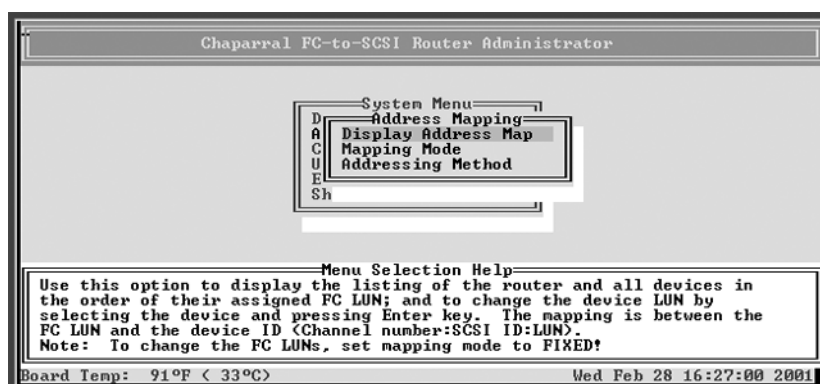 Chaparral FC-to-SCSI Router Administrator
System Menu
D
Address Mapping
A
Display Address Map
C
Mapping Mode
U
Addressing Method
E
Sh
Menu Selection Help
Use this option to display the listing of the router and all devices in
the order of their assigned FC LUN; and to change the device LUN by
selecting the device and pressing Enter key.  The mapping is between the
FC LUN and the device ID (Channel number:SCSI ID:LUN).
Note:  To change the FC LUNs, set mapping mode to FIXED!
Board Temp:  91ºF ( 33ºC)
Wed Feb 28 16:27:00 2001